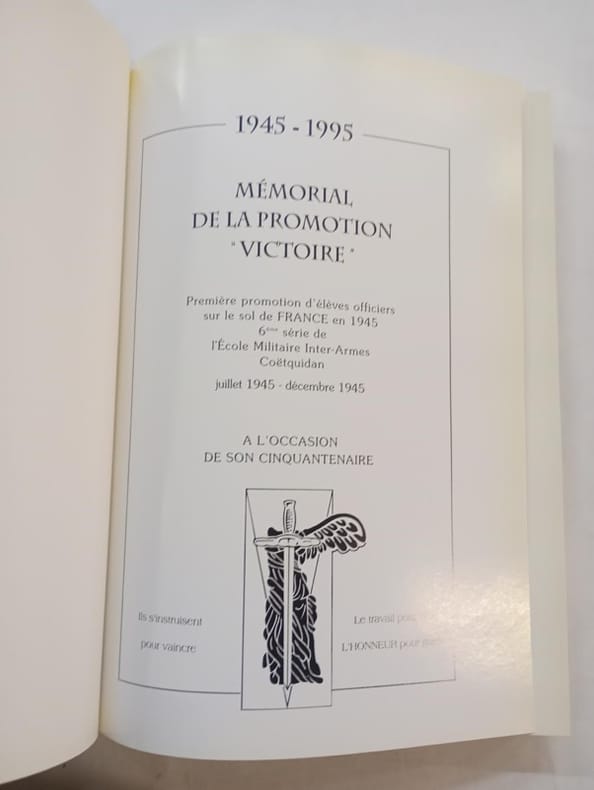 1945 - 1995
MÉMORIAL
DE LA PROMOTION
"VICTOIRE"
Première promotion d'élèves officiers
sur le sol de FRANCE en 1945
6ème série de
l'École Militaire Inter-Armes
Coëtquidan
juillet 1945 - décembre 1945
A L'OCCASION
DE SON CINQUANTENAIRE
Ils s'instruisent
pour vaincre
Le travail pour
L'HONNEUR pour